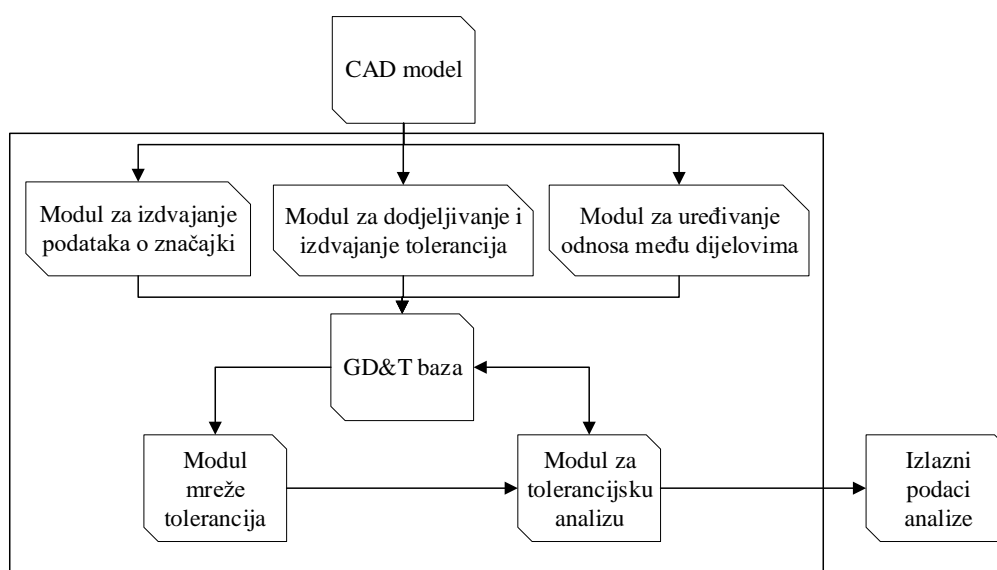 CAD model
Modul za izdvajanje
podataka o značajki
Modul za dodjeljivanje i
izdvajanje tolerancija
Modul za uređivanje
odnosa među dijelovima
GD&T baza
Modul
mreže
tolerancija
Modul za
tolerancijsku
analizu
Izlazni
podaci
analize